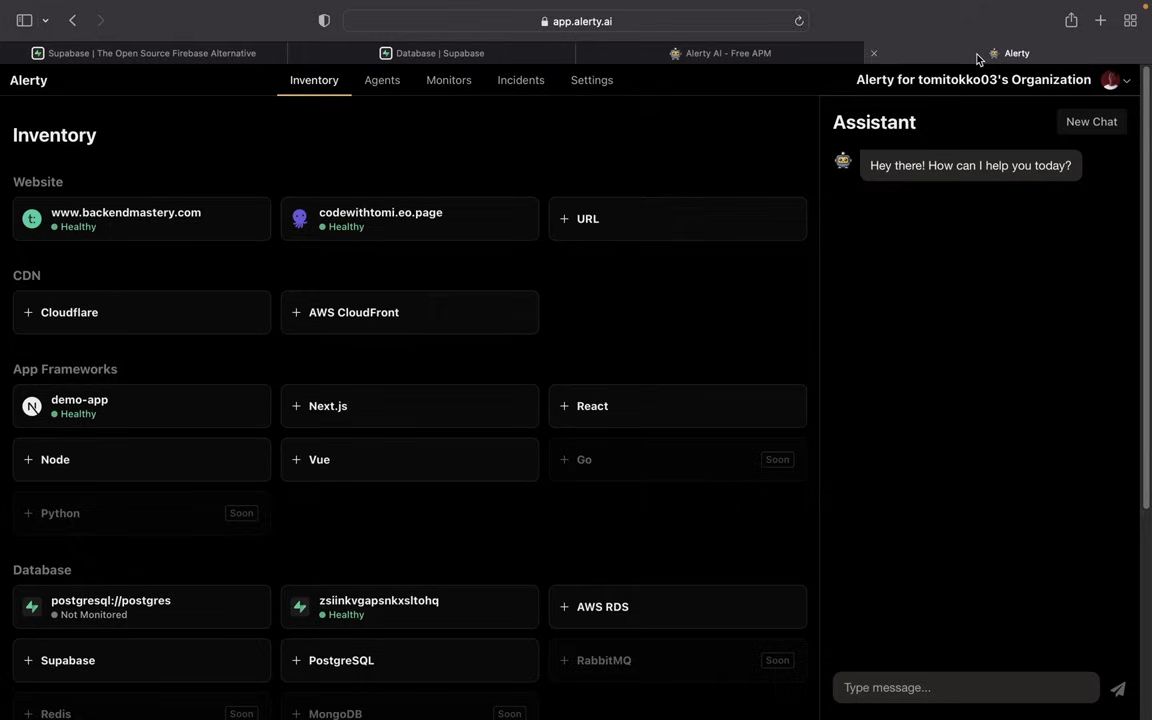 app.alerty.ai
Supabase | The Open Source Firebase Alternative
Database | Supabase
Alerty AI - Free APM
Alerty
Alerty
Inventory
Agents
Monitors
Incidents
Settings
Alerty for tomitokko03's Organization
Inventory
Website
www.backendmastery.com
Healthy
codewithtomi.eo.page
Healthy
+ URL
CDN
+ Cloudflare
+ AWS CloudFront
App Frameworks
demo-app
Healthy
+ Next.js
+ React
+ Node
+ Vue
+ Go
Soon
+ Python
Soon
Database
postgresql://postgres
Not Monitored
zsiinkvgapsnkxsltohq
Healthy
+ AWS RDS
+ Supabase
+ PostgreSQL
+ RabbitMQ
Soon
+ Redis
Soon
+ MongoDB
Soon
Assistant
New Chat
Hey there! How can I help you today?
Type message...